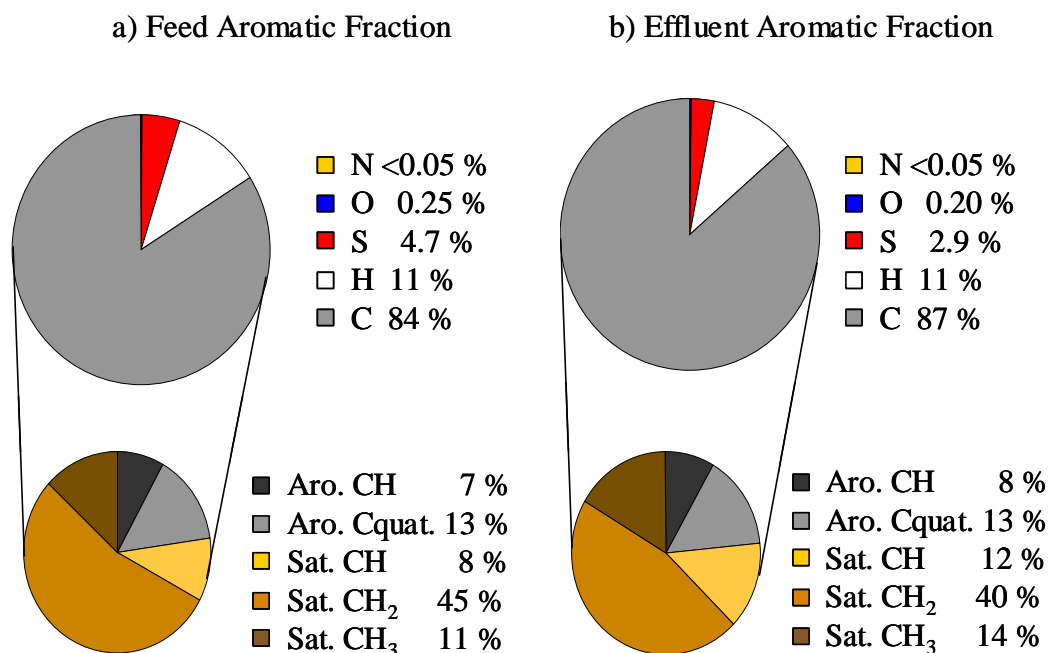 a) Feed Aromatic Fraction
N <0.05 %
O 0.25 %
S 4.7 %
H 11 %
C 84 %
Aro. CH 7 %
Aro. Cquat. 13 %
Sat. CH 8 %
Sat. CH₂ 45 %
Sat. CH₃ 11 %
b) Effluent Aromatic Fraction
N <0.05 %
O 0.20 %
S 2.9 %
H 11 %
C 87 %
Aro. CH 8 %
Aro. Cquat. 13 %
Sat. CH 12 %
Sat. CH₂ 40 %
Sat. CH₃ 14 %